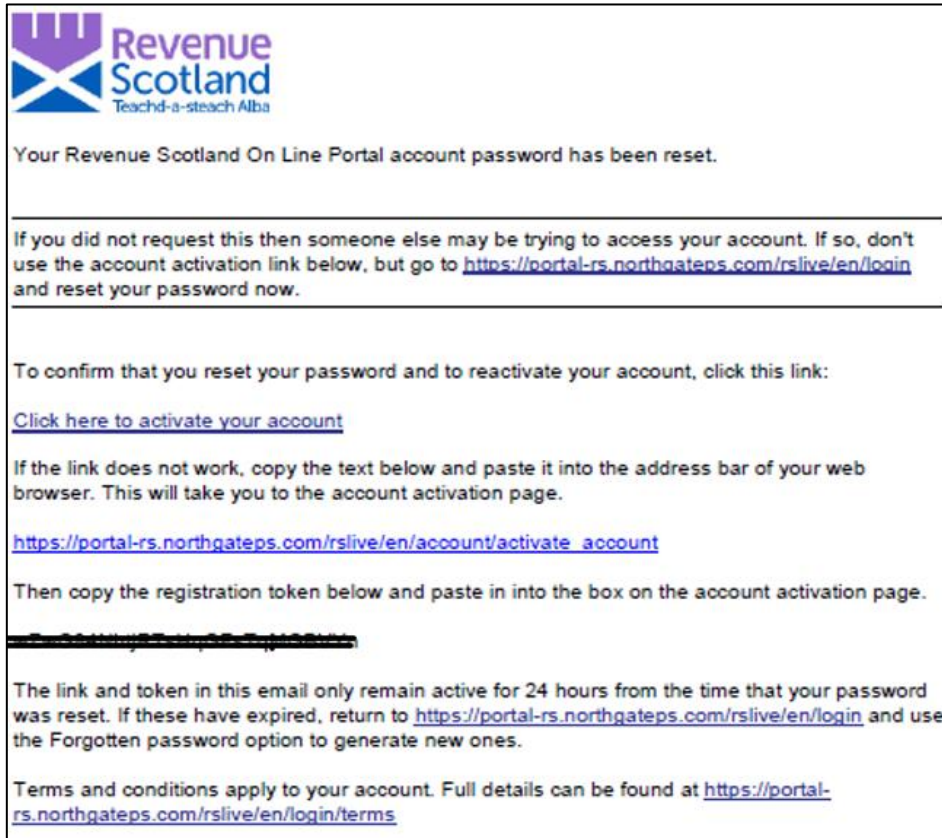 Revenue
Scotland
Teachd-a-steach Alba
Your Revenue Scotland On Line Portal account password has been reset.
If you did not request this then someone else may be trying to access your account. If so, don't
use the account activation link below, but go to https://portal-rs.northgateps.com/rslive/en/login
and reset your password now.
To confirm that you reset your password and to reactivate your account, click this link:
Click here to activate your account
If the link does not work, copy the text below and paste it into the address bar of your web
browser. This will take you to the account activation page.
https://portal-rs.northgateps.com/rslive/en/account/activate_account
Then copy the registration token below and paste in into the box on the account activation page.
The link and token in this email only remain active for 24 hours from the time that your password
was reset. If these have expired, return to https://portal-rs.northgateps.com/rslive/en/login and use
the Forgotten password option to generate new ones.
Terms and conditions apply to your account. Full details can be found at https://portal-
rs.northgateps.com/rslive/en/login/terms